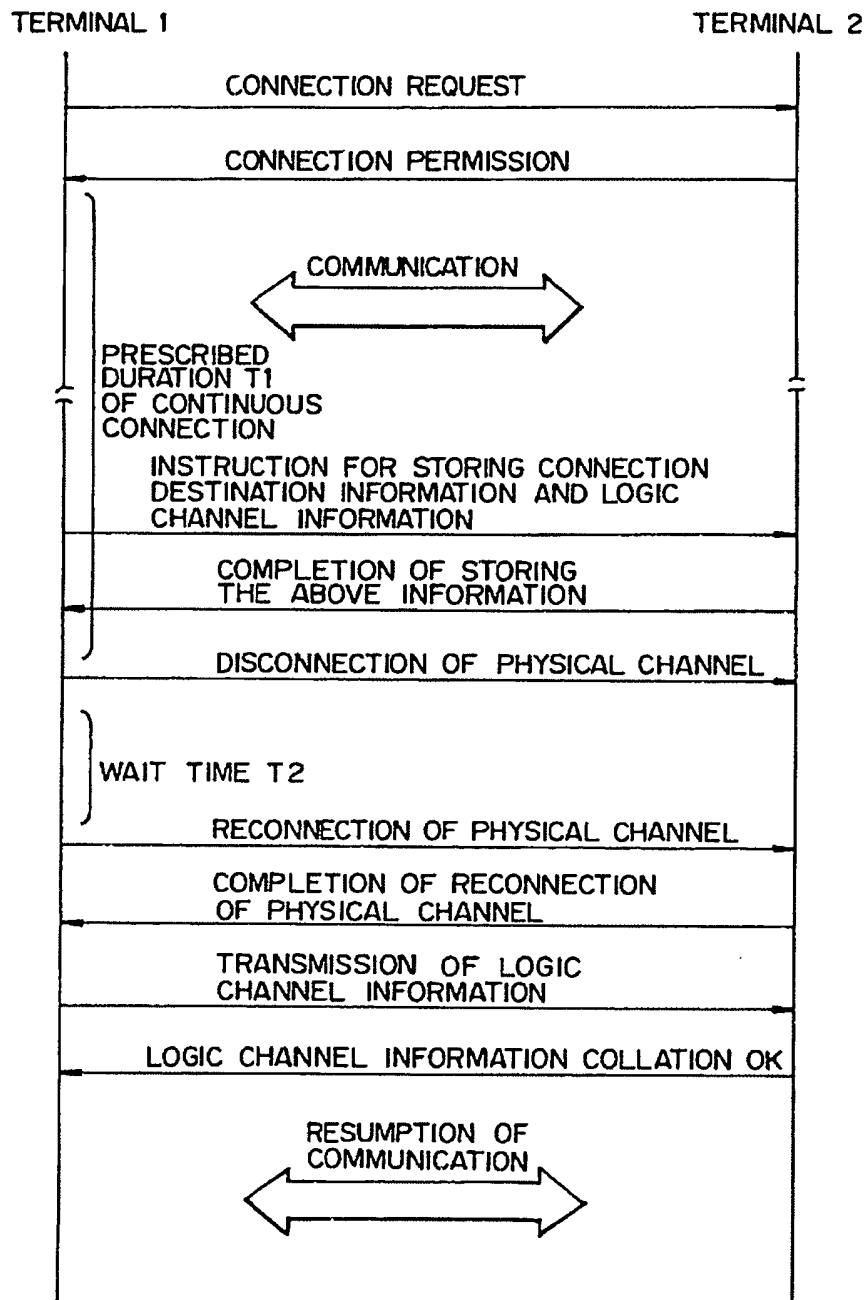 TERMINAL 1
TERMINAL 2
CONNECTION REQUEST
CONNECTION PERMISSION
COMMUNICATION
PRESCRIBED
DURATION T1
OF CONTINUOUS
CONNECTION
INSTRUCTION FOR STORING CONNECTION
DESTINATION INFORMATION AND LOGIC
CHANNEL INFORMATION
COMPLETION OF STORING
THE ABOVE INFORMATION
DISCONNECTION OF PHYSICAL CHANNEL
WAIT TIME T2
RECONNECTION OF PHYSICAL CHANNEL
COMPLETION OF RECONNECTION
OF PHYSICAL CHANNEL
TRANSMISSION OF LOGIC
CHANNEL INFORMATION
LOGIC CHANNEL INFORMATION COLLATION OK
RESUMPTION OF
COMMUNICATION